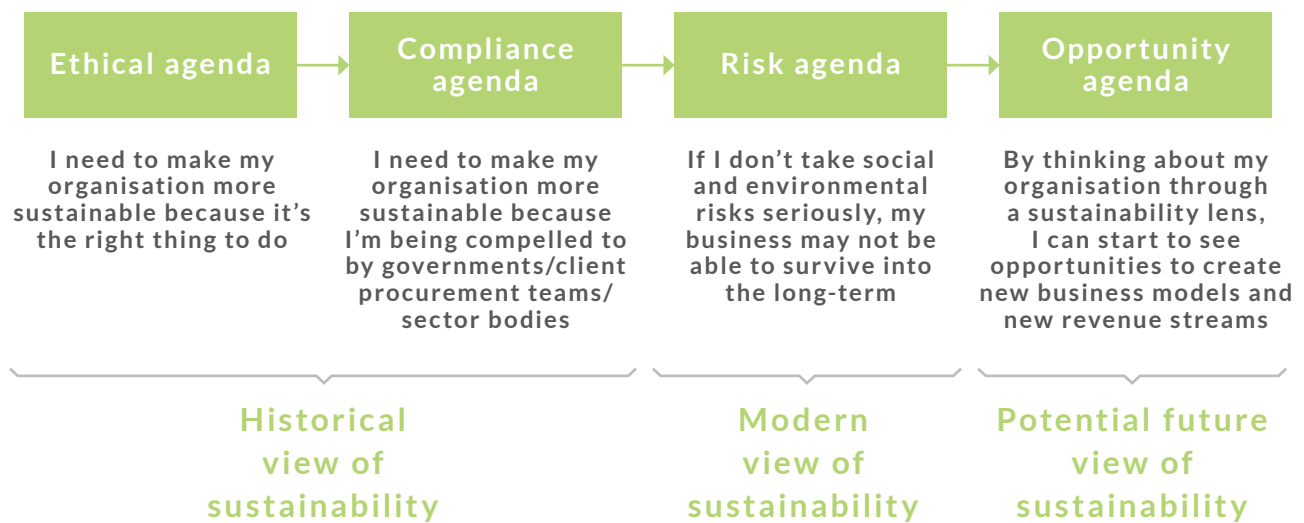 Ethical agenda
Compliance
agenda
Risk agenda
Opportunity
agenda
I need to make my
organisation more
sustainable because it’s
the right thing to do
I need to make my
organisation more
sustainable because
I’m being compelled to
by governments/client
procurement teams/
sector bodies
If I don’t take social
and environmental
risks seriously, my
business may not be
able to survive into
the long-term
By thinking about my
organisation through
a sustainability lens,
I can start to see
opportunities to create
new business models and
new revenue streams
Historical
view of
sustainability
Modern
view of
sustainability
Potential future
view of
sustainability